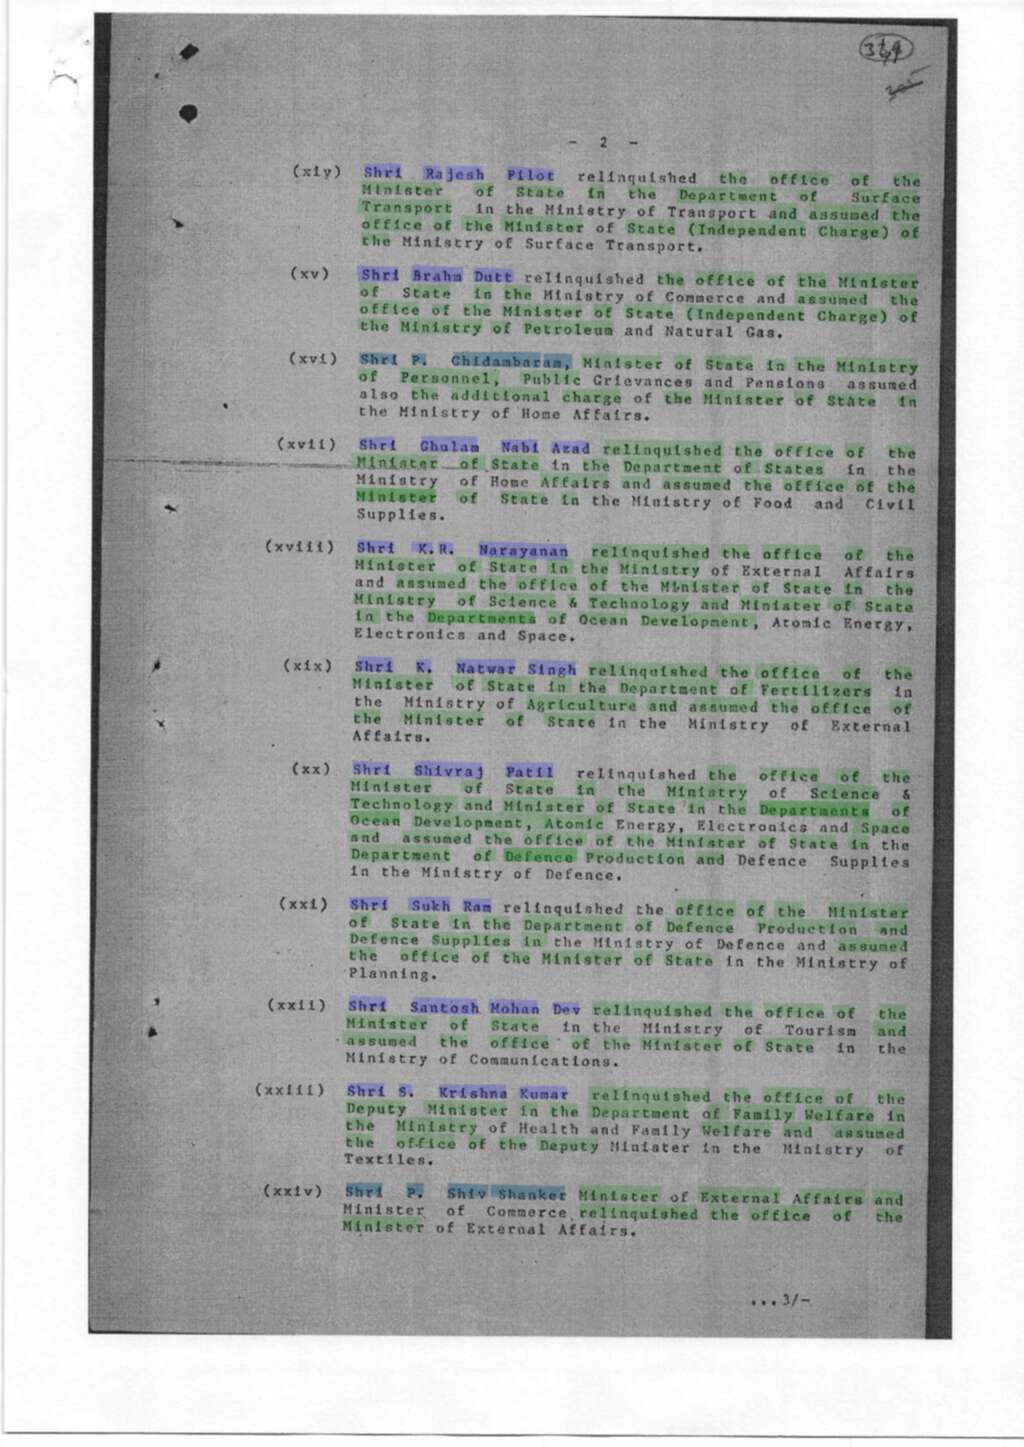 - 2 -
(xiv) Shri Rajesh Pilot relinquished the office of the
Minister of State in the Department of Surface
Transport in the Ministry of Transport and assumed the
office of the Minister of State (Independent Charge) of
the Ministry of Surface Transport.
(xv) Shri Brahm Dutt relinquished the office of the Minister
of State in the Ministry of Commerce and assumed the
office of the Minister of State (Independent Charge) of
the Ministry of Petroleum and Natural Gas.
(xvi) Shri P. Chidambaram, Minister of State in the Ministry
of Personnel, Public Grievances and Pensions assumed
also the additional charge of the Minister of State in
the Ministry of Home Affairs.
(xvii) Shri Ghulam Nabi Azad relinquished the office of the
Minister of State in the Department of States in the
Ministry of Home Affairs and assumed the office of the
Minister of State in the Ministry of Food and Civil
Supplies.
(xviii) Shri K.R. Narayanan relinquished the office of the
Minister of State in the Ministry of External Affairs
and assumed the office of the Minister of State in the
Ministry of Science & Technology and Minister of State
in the Departments of Ocean Development, Atomic Energy,
Electronics and Space.
(xix) Shri K. Natwar Singh relinquished the office of the
Minister of State in the Department of Fertilizers in
the Ministry of Agriculture and assumed the office of
the Minister of State in the Ministry of External
Affairs.
(xx) Shri Shivraj Patil relinquished the office of the
Minister of State in the Ministry of Science &
Technology and Minister of State in the Departments of
Ocean Development, Atomic Energy, Electronics and Space
and assumed the office of the Minister of State in the
Department of Defence Production and Defence Supplies
in the Ministry of Defence.
(xxi) Shri Sukh Ram relinquished the office of the Minister
of State in the Department of Defence Production and
Defence Supplies in the Ministry of Defence and assumed
the office of the Minister of State in the Ministry of
Planning.
(xxii) Shri Santosh Mohan Dev relinquished the office of the
Minister of State in the Ministry of Tourism and
assumed the office of the Minister of State in the
Ministry of Communications.
(xxiii) Shri S. Krishna Kumar relinquished the office of the
Deputy Minister in the Department of Family Welfare in
the Ministry of Health and Family Welfare and assumed
the office of the Deputy Minister in the Ministry of
Textiles.
(xxiv) Shri P. Shiv Shanker Minister of External Affairs and
Minister of Commerce relinquished the office of the
Minister of External Affairs.
...3/-